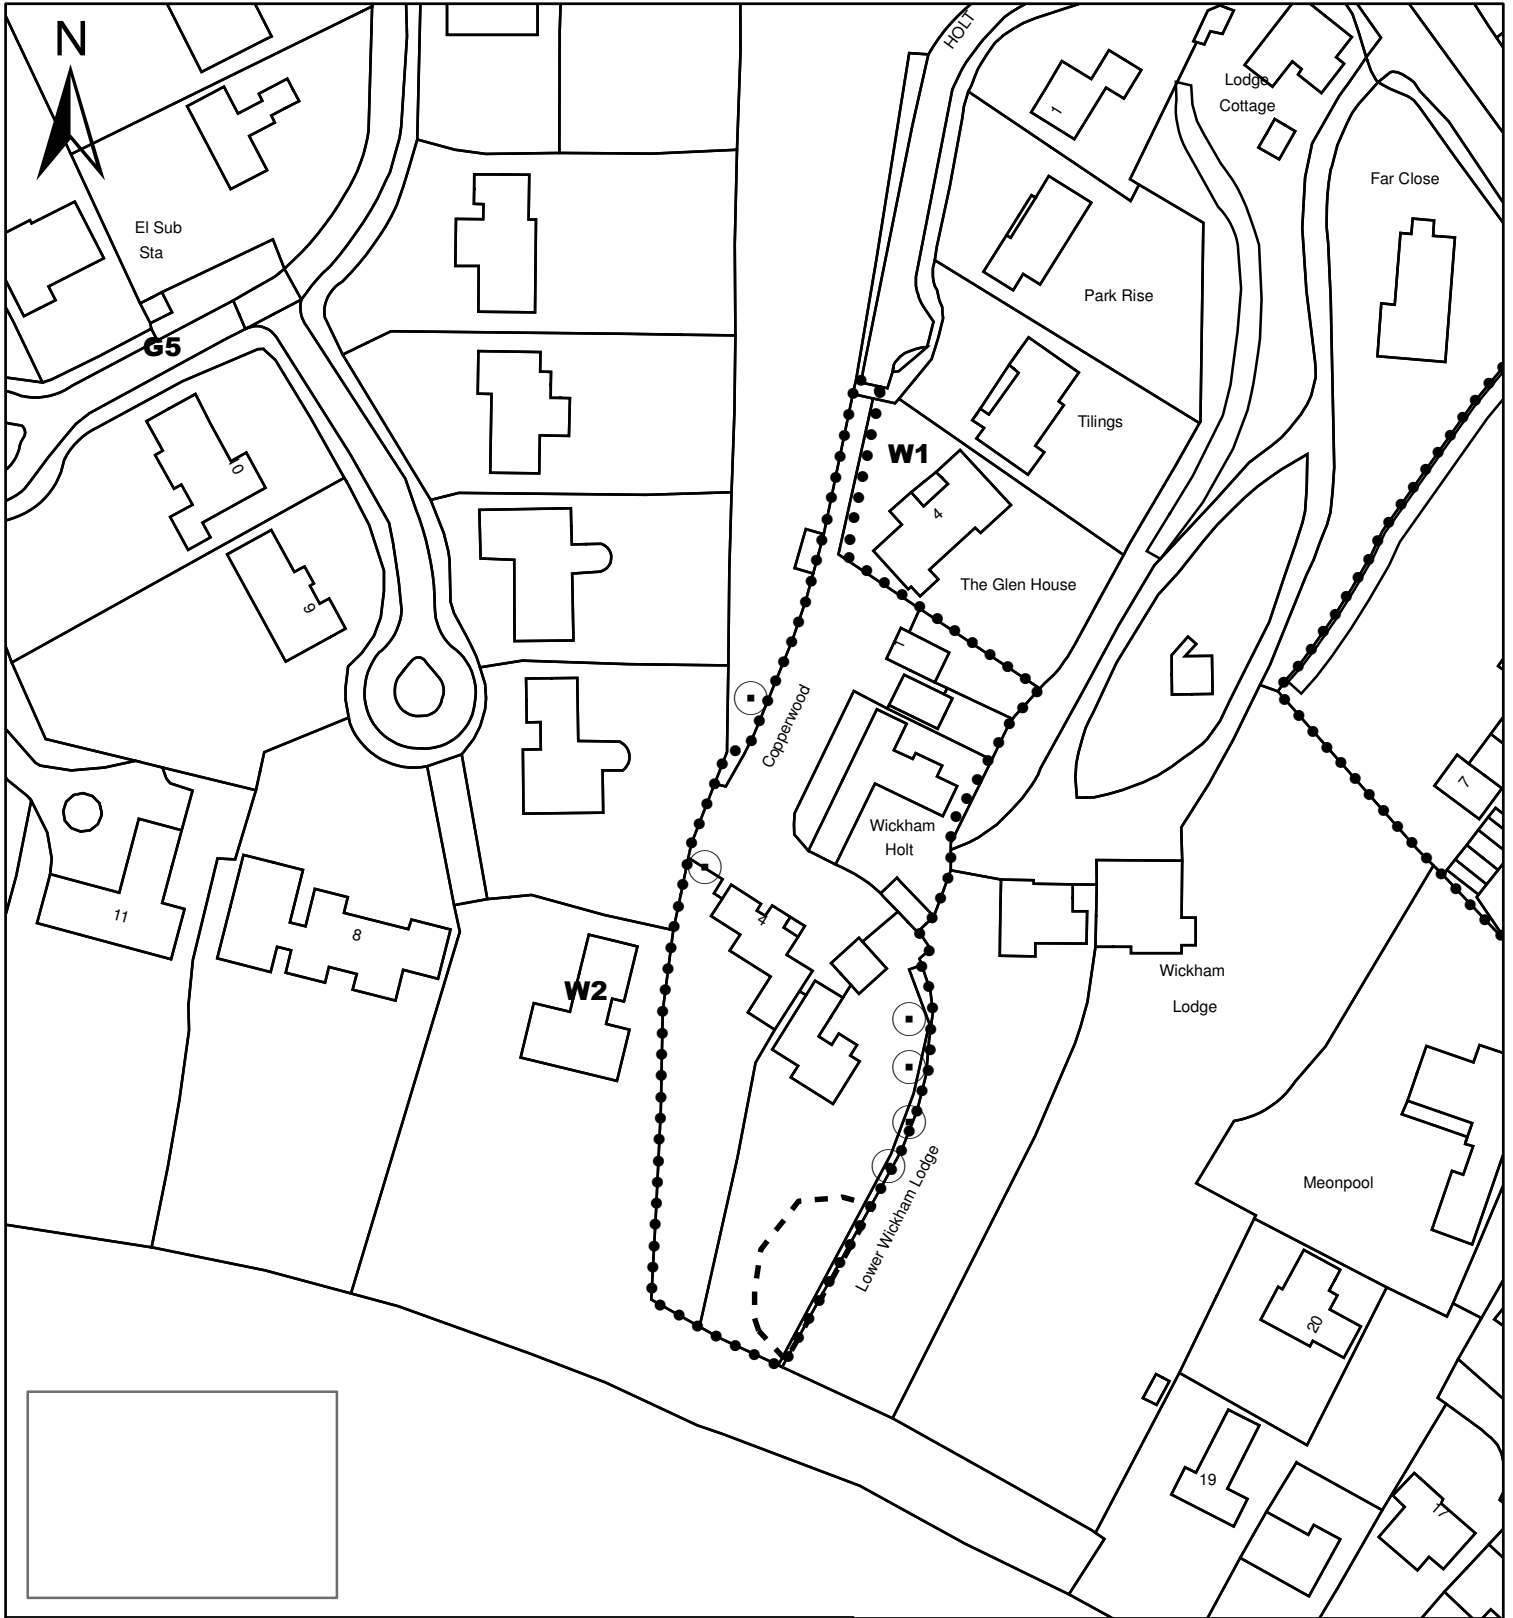 N
HOLT
1
Lodge
Cottage
Far Close
El Sub
Sta
Park Rise
G5
Tilings
W1
10
4
The Glen House
9
Copperwood
7
Wickham
Holt
11
8
4
W2
Wickham
Lodge
Meonpool
Lower Wickham Lodge
20
19
17